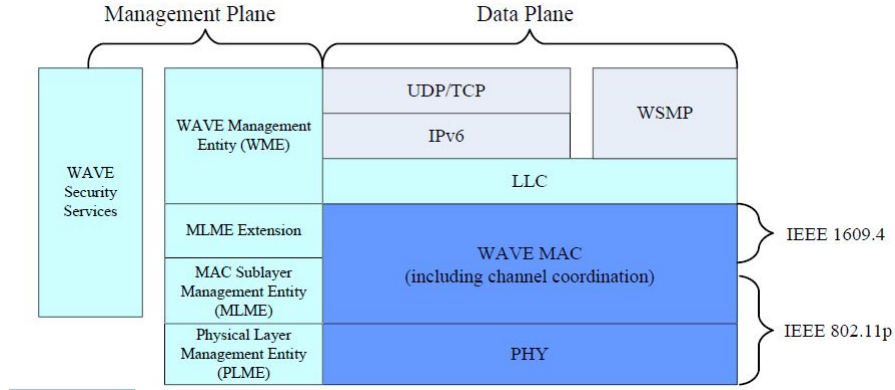 Management Plane
Data Plane
WAVE
Security
Services
WAVE Management
Entity (WME)
MLME Extension
MAC Sublayer
Management Entity
(MLME)
Physical Layer
Management Entity
(PLME)
UDP/TCP
IPv6
WSMP
LLC
WAVE MAC
(including channel coordination)
PHY
IEEE 1609.4
IEEE 802.11p